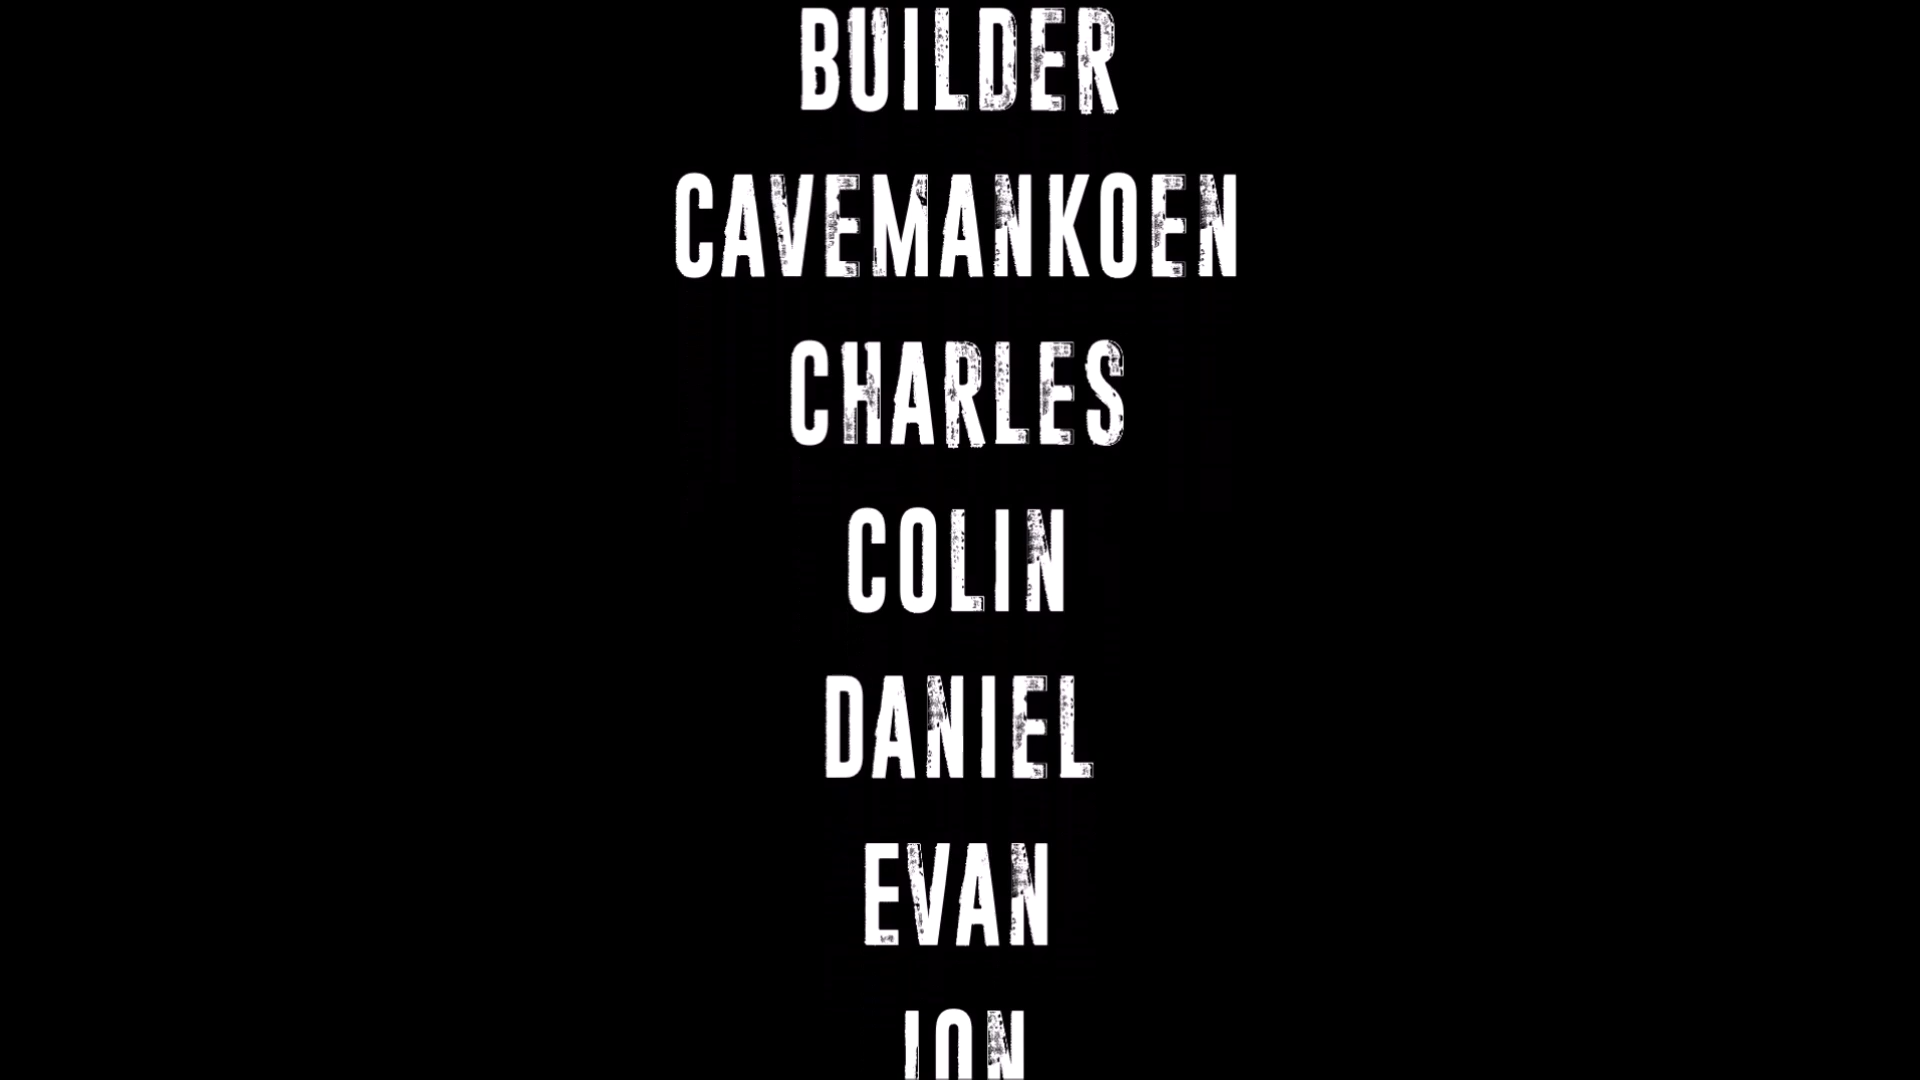 BUILDER
CAVEMANKOEN
CHARLES
COLIN
DANIEL
EVAN